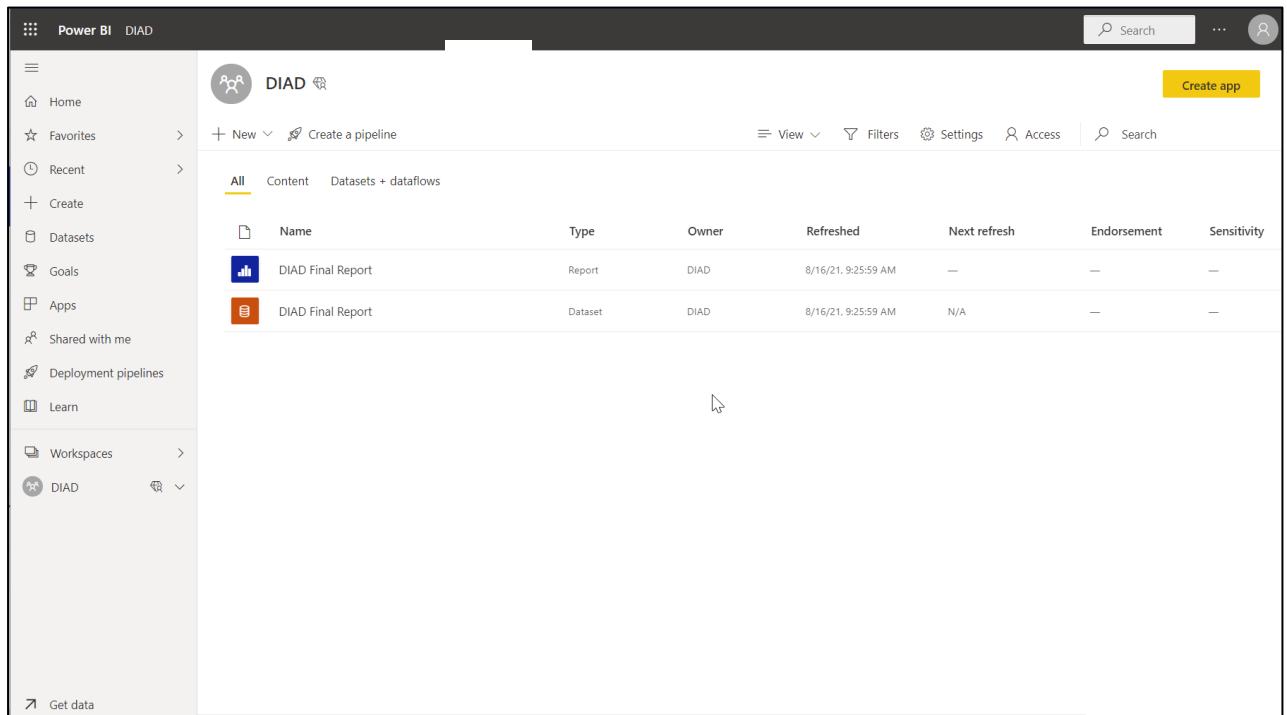 Power BI DIAD
Search
Home
Favorites
Recent
Create
Datasets
Goals
Apps
Shared with me
Deployment pipelines
Learn
Workspaces
DIAD
Get data
DIAD
Create app
New Create a pipeline View Filters Settings Access Search
All Content Datasets + dataflows
Name Type Owner Refreshed Next refresh Endorsement Sensitivity
DIAD Final Report Report DIAD 8/16/21, 9:25:59 AM — — —
DIAD Final Report Dataset DIAD 8/16/21, 9:25:59 AM N/A — —